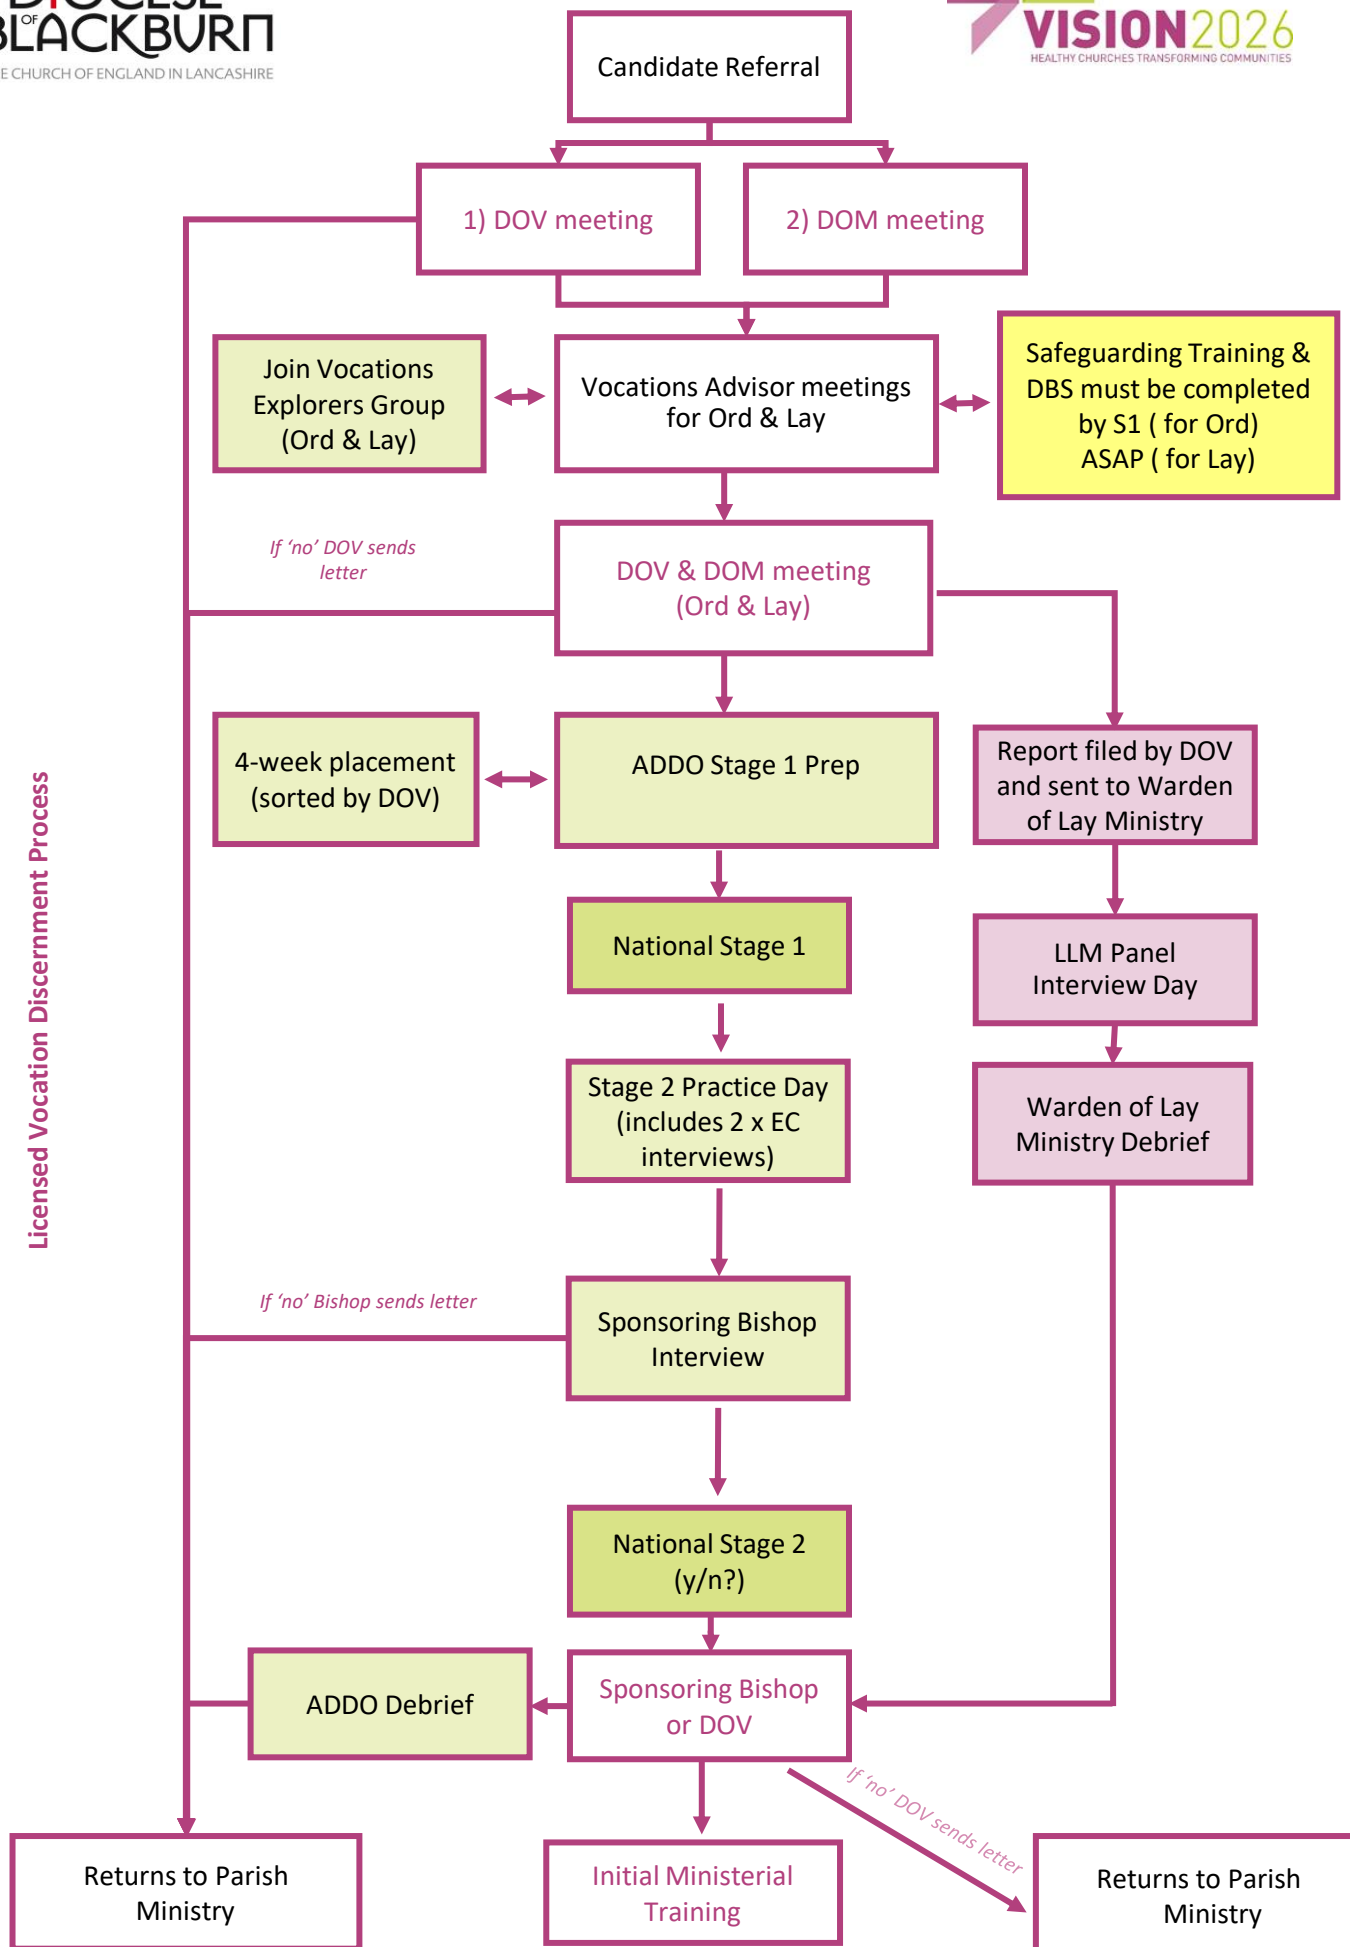 DIOCESE
OF
BLACKBURN
THE CHURCH OF ENGLAND IN LANCASHIRE
VISION2026
HEALTHY CHURCHES TRANSFORMING COMMUNITIES
Candidate Referral
1) DOV meeting
2) DOM meeting
Join Vocations
Explorers Group
(Ord & Lay)
Vocations Advisor meetings
for Ord & Lay
Safeguarding Training &
DBS must be completed
by S1 ( for Ord)
ASAP ( for Lay)
If ‘no’ DOV sends
letter
DOV & DOM meeting
(Ord & Lay)
4-week placement
(sorted by DOV)
ADDO Stage 1 Prep
Report filed by DOV
and sent to Warden
of Lay Ministry
Licensed Vocation Discernment Process
National Stage 1
LLM Panel
Interview Day
Stage 2 Practice Day
(includes 2 x EC
interviews)
Warden of Lay
Ministry Debrief
If ‘no’ Bishop sends letter
Sponsoring Bishop
Interview
National Stage 2
(y/n?)
ADDO Debrief
Sponsoring Bishop
or DOV
If ‘no’ DOV sends letter
Returns to Parish
Ministry
Initial Ministerial
Training
Returns to Parish
Ministry